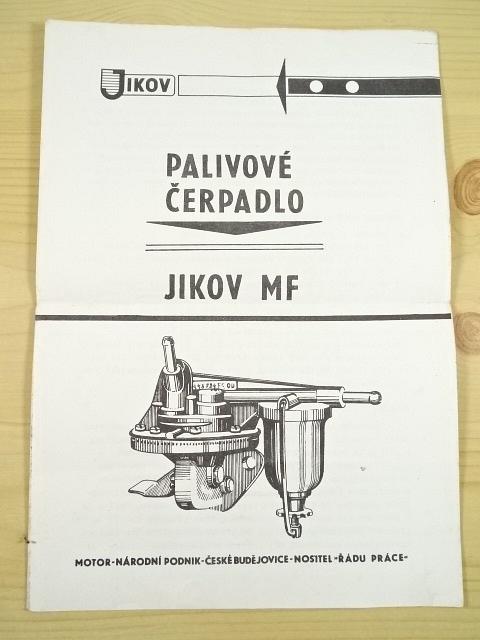 JIKOV
PALIVOVÉ
ČERPADLO
JIKOV MF
MOTOR-NÁRODNÍ PODNIK-ČESKÉ BUDĚJOVICE-NOSITEL "ŘÁDU PRÁCE"